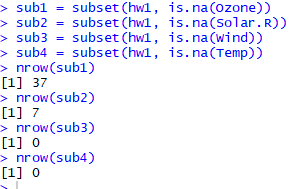 > sub1 = subset(hw1, is.na(Ozone))
> sub2 = subset(hw1, is.na(Solar.R))
> sub3 = subset(hw1, is.na(Wind))
> sub4 = subset(hw1, is.na(Temp))
> nrow(sub1)
[1] 37
> nrow(sub2)
[1] 7
> nrow(sub3)
[1] 0
> nrow(sub4)
[1] 0
>